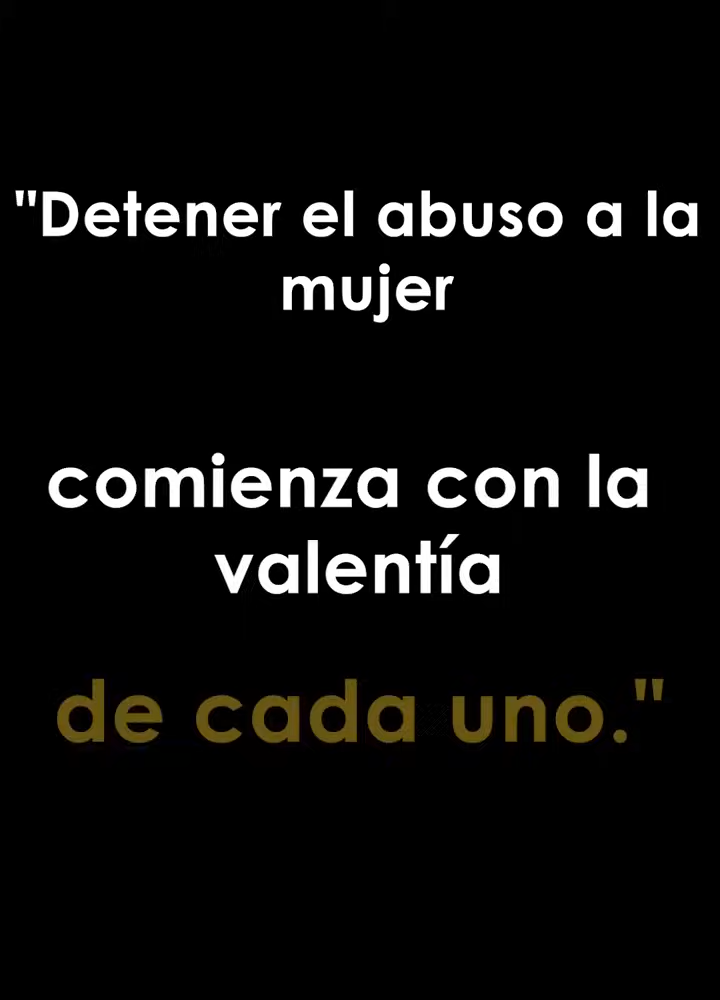 "Detener el abuso a la
mujer
comienza con la
valentía
de cada uno."